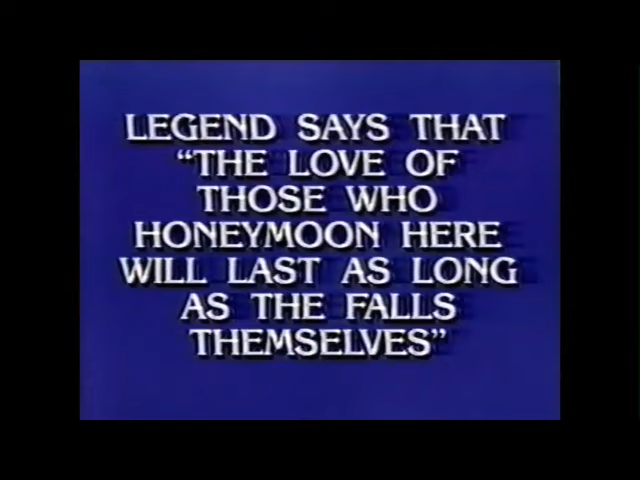 LEGEND SAYS THAT
“THE LOVE OF
THOSE WHO
HONEYMOON HERE
WILL LAST AS LONG
AS THE FALLS
THEMSELVES”